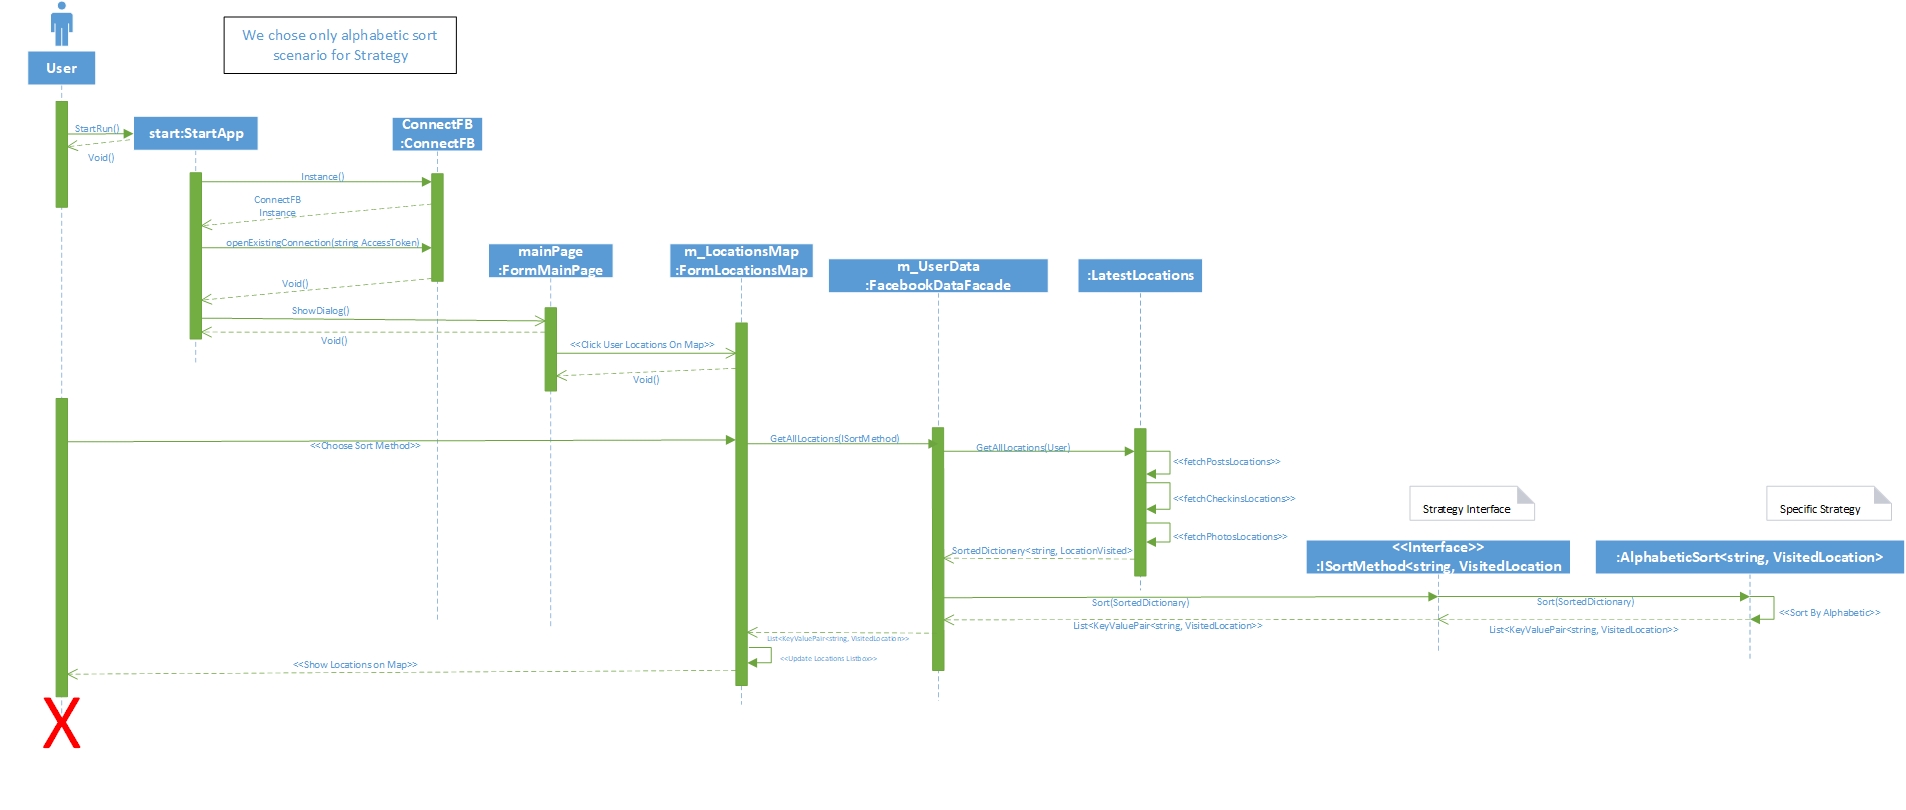 We chose only alphabetic sort
scenario for Strategy
User
StartRun()
Void()
start:StartApp
ConnectFB
:ConnectFB
Instance()
ConnectFB
Instance
openExistingConnection(string AccessToken)
Void()
mainPage
:FormMainPage
m_LocationsMap
:FormLocationsMap
m_UserData
:FacebookDataFacade
:LatestLocations
ShowDialog()
Void()
<<Click User Locations On Map>>
Void()
<<Choose Sort Method>>
GetAllLocations(ISortMethod)
GetAllLocations(User)
<<fetchPostsLocations>>
<<fetchCheckinsLocations>>
<<fetchPhotosLocations>>
Strategy Interface
Specific Strategy
SortedDictionery<string, LocationVisited>
<<Interface>>
:ISortMethod<string, VisitedLocation
:AlphabeticSort<string, VisitedLocation>
Sort(SortedDictionary)
Sort(SortedDictionary)
<<Sort By Alphabetic>>
List<KeyValuePair<string, VisitedLocation>>
List<KeyValuePair<string, VisitedLocation>>
List<KeyValuePair<string, VisitedLocation>>
<<Update Locations Listbox>>
<<Show Locations on Map>>
X